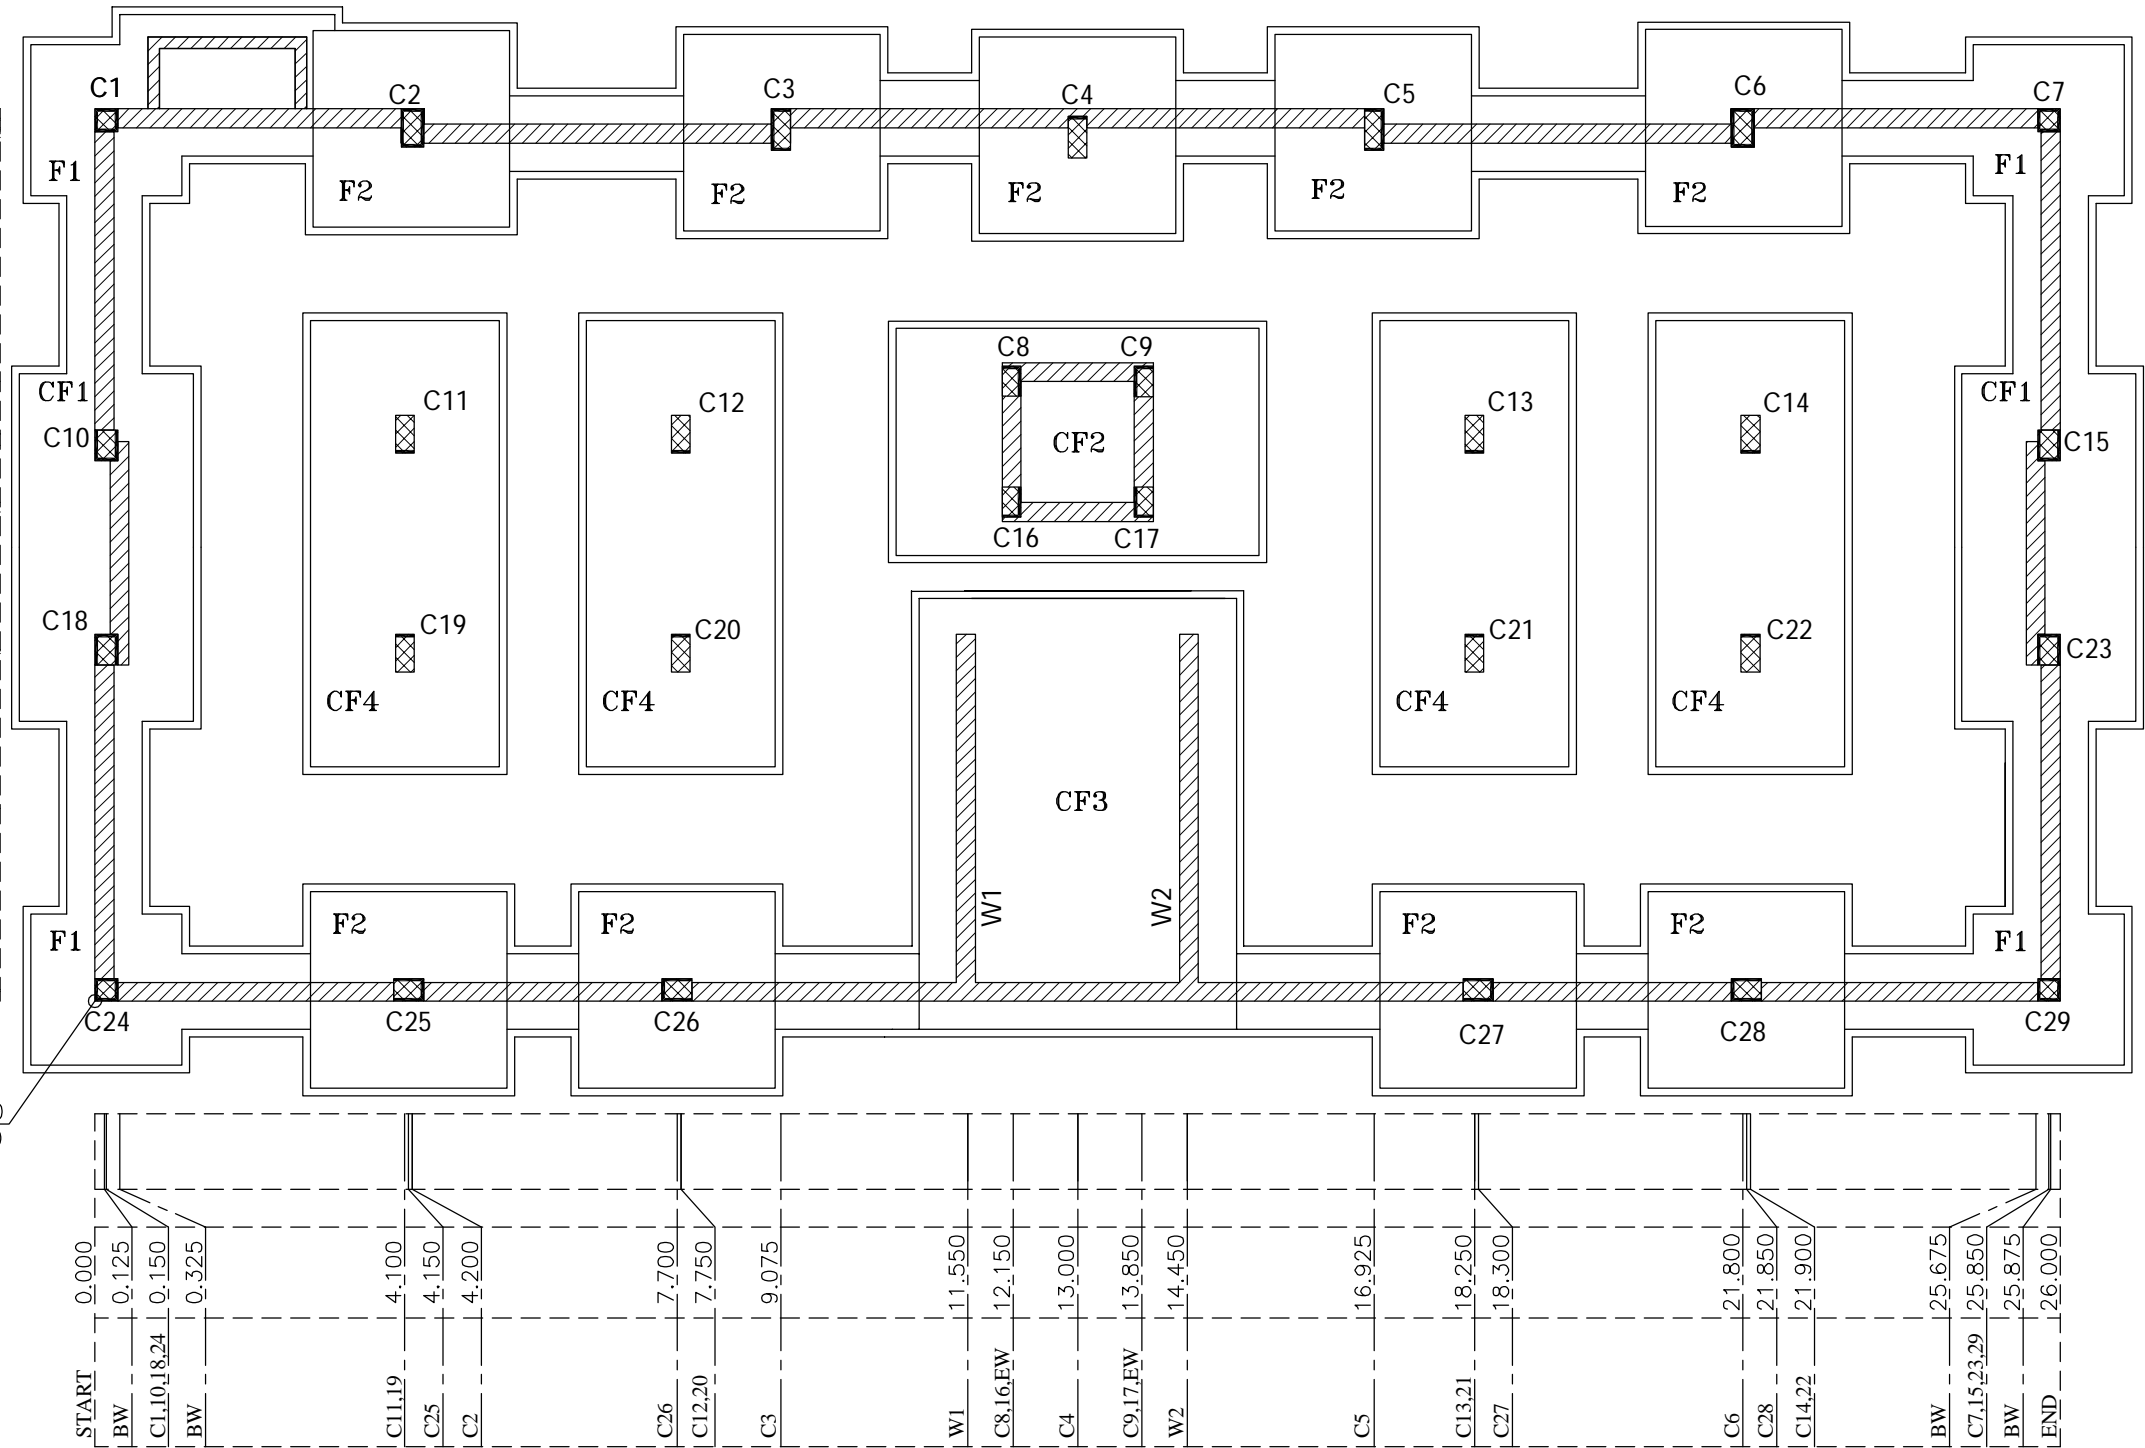 C1
C2
C3
C4
C5
C6
C7
F1
F2
F2
F2
F2
F2
F1
C8
C9
CF1
C11
C12
C13
C14
CF1
C10
CF2
C15
C16
C17
C18
C19
C20
C21
C22
C23
CF4
CF4
CF4
CF4
CF3
W1
W2
F1
F2
F2
F2
F2
F1
C24
C25
C26
C27
C28
C29
START 0.000
BW 0.125
C1,10,18,24 0.150
BW 0.325
C11,19 4.100
C25 4.150
C2 4.200
C26 7.700
C12,20 7.750
C3 9.075
W1 11.550
C8,16,EW 12.150
C4 13.000
C9,17,EW 13.850
W2 14.450
C5 16.925
C13,21 18.250
C27 18.300
C6 21.800
C28 21.850
C14,22 21.900
BW 25.675
C7,15,23,29 25.850
BW 25.875
END 26.000